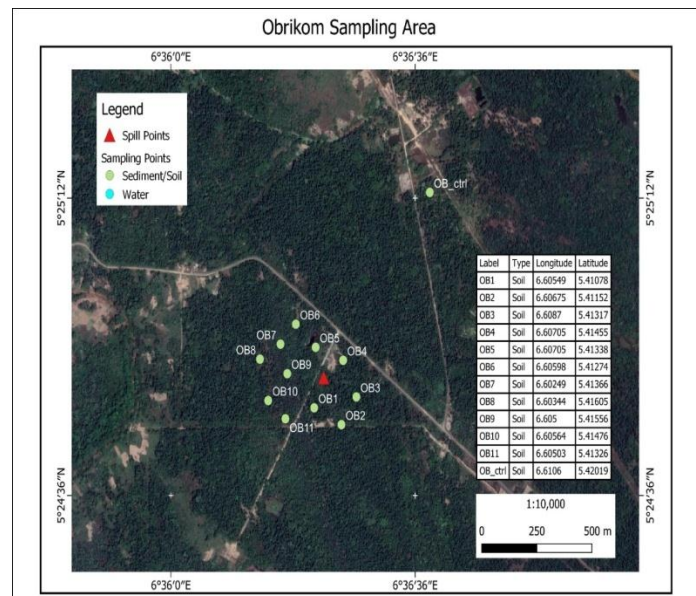 Obrikom Sampling Area
6°36'0"E 6°36'36"E
Legend
Spill Points
Sampling Points
Sediment/Soil
Water
OB_ctrl
5°25'12"N 5°25'12"N
Label Type Longitude Latitude
OB1 Soil 6.60549 5.41078
OB2 Soil 6.60675 5.41152
OB3 Soil 6.6087 5.41317
OB4 Soil 6.60705 5.41455
OB5 Soil 6.60705 5.41338
OB6 Soil 6.60598 5.41274
OB7 Soil 6.60249 5.41366
OB8 Soil 6.60344 5.41605
OB9 Soil 6.605 5.41556
OB10 Soil 6.60564 5.41476
OB11 Soil 6.60503 5.41326
OB_ctrl Soil 6.6106 5.42019
OB6
OB7
OB5
OB8
OB4
OB9
OB10
OB3
OB1
OB11
OB2
5°24'36"N 5°24'36"N
1:10,000
0 250 500 m
6°36'0"E 6°36'36"E